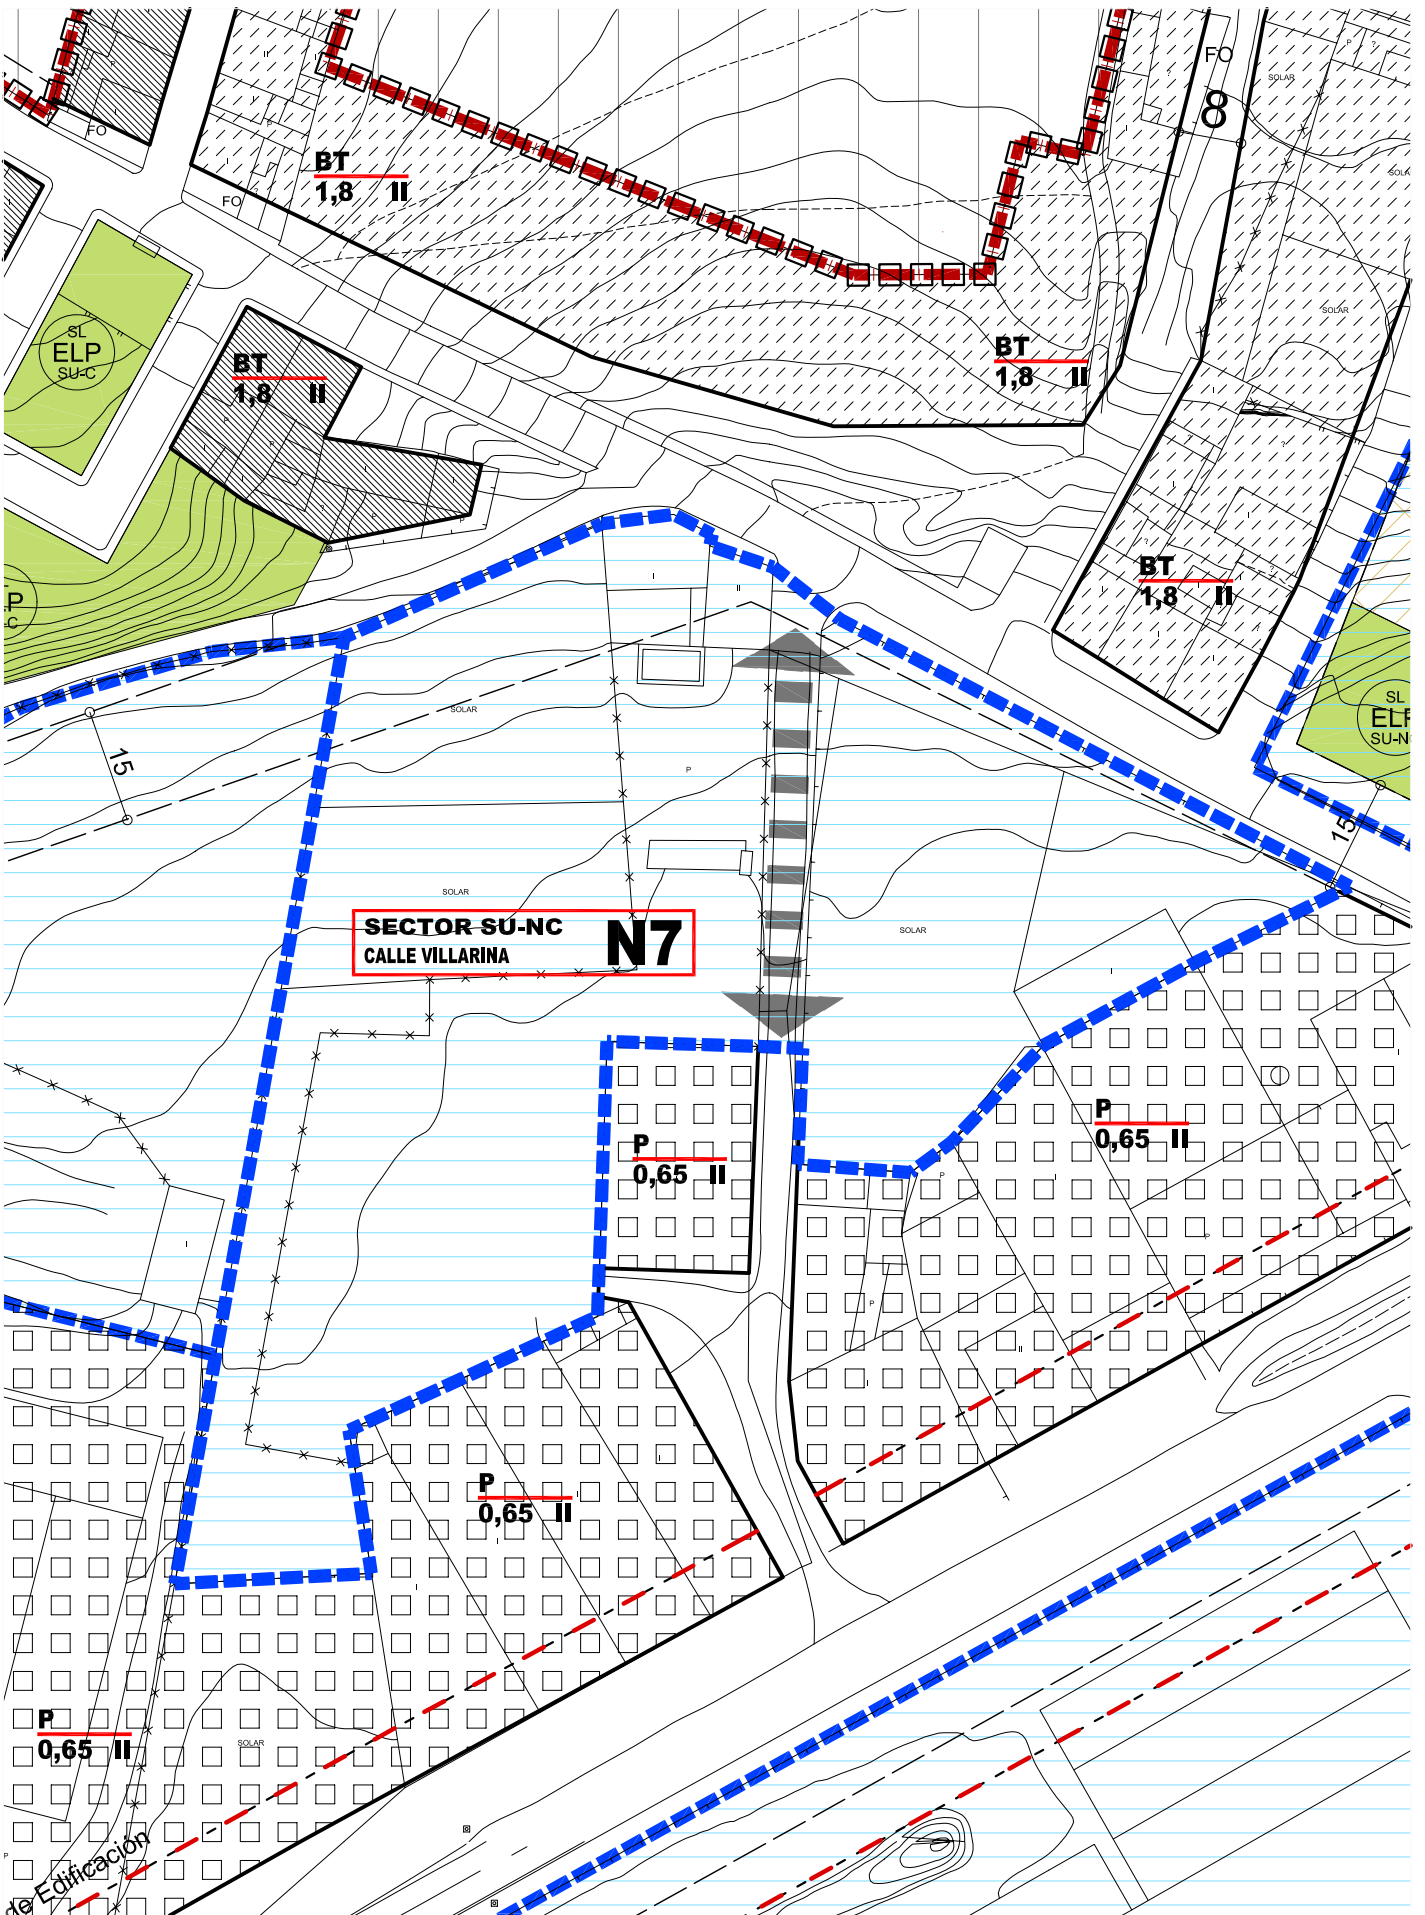 FO
8
SOLAR
FO
BT
1,8 II
FO
SOLAR
SL
ELP
SU-C
BT
1,8 II
BT
1,8 II
BT
1,8 II
SL
SU-N
15
SOLAR
P
15
SOLAR
SECTOR SU-NC
CALLE VILLARINA
N7
SOLAR
P
0,65 II
P
0,65 II
P
0,65 II
P
0,65 II
SOLAR
de Edificación